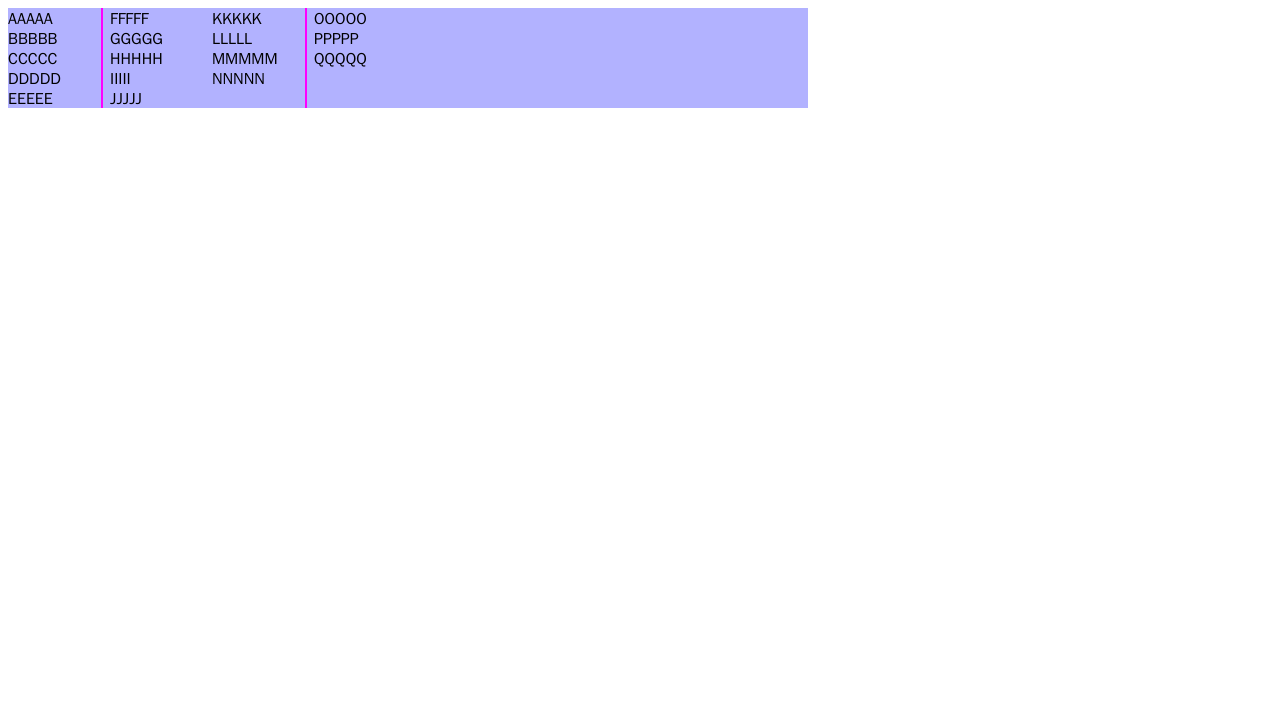 AAAAA
BBBBB
CCCCC
DDDDD
EEEEE
FFFFF
GGGGG
HHHHH
IIIII
JJJJJ
KKKKK
LLLLL
MMMMM
NNNNN
OOOOO
PPPPP
QQQQQ